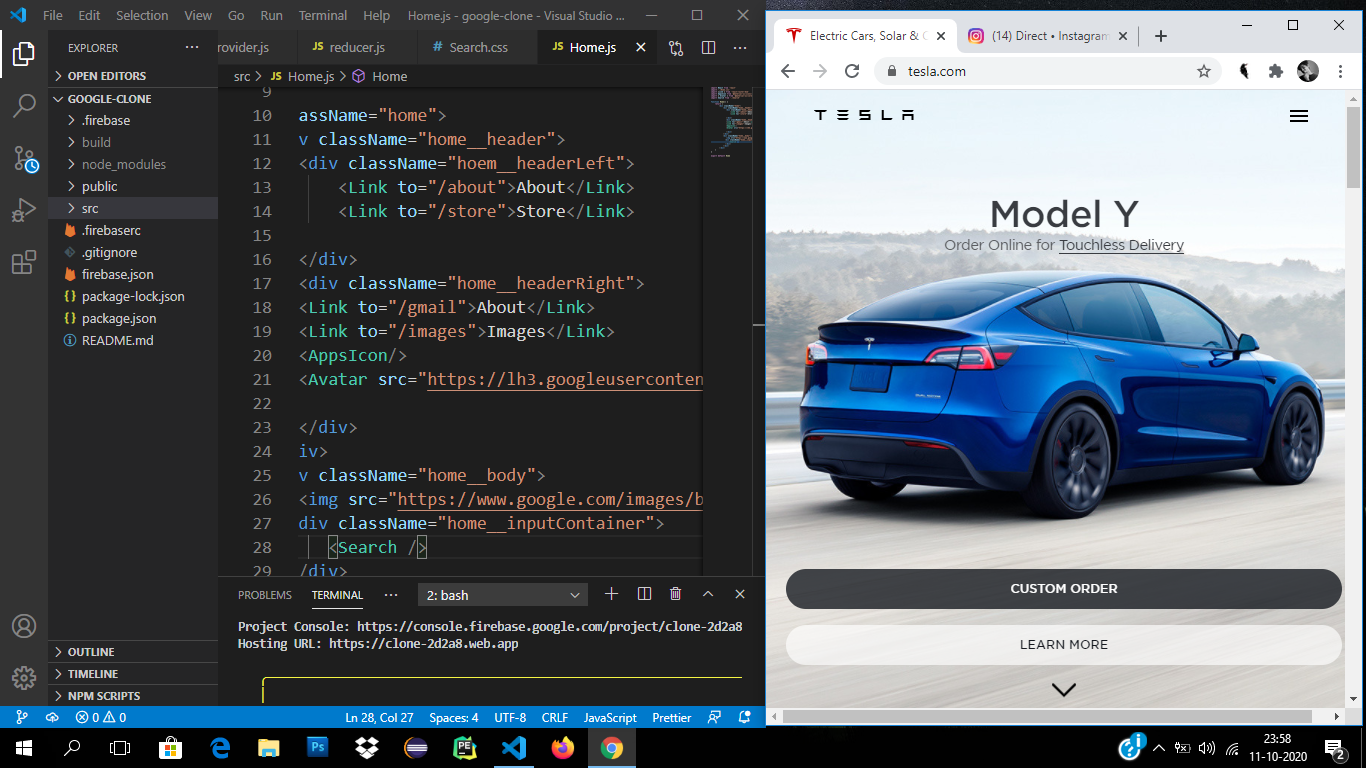 File Edit Selection View Go Run Terminal Help Home.js - google-clone - Visual Studio ...
EXPLORER ...
OPEN EDITORS
GOOGLE-CLONE
.firebase
build
node_modules
public
src
.firebaserc
.gitignore
firebase.json
package-lock.json
package.json
README.md
OUTLINE
TIMELINE
NPM SCRIPTS
rovider.js JS reducer.js # Search.css JS Home.js ...
src > JS Home.js > Home
9
10 assName="home">
11 v className="home__header">
12 <div className="hoem__headerLeft">
13 <Link to="/about">About</Link>
14 <Link to="/store">Store</Link>
15
16 </div>
17 <div className="home__headerRight">
18 <Link to="/gmail">About</Link>
19 <Link to="/images">Images</Link>
20 <AppsIcon/>
21 <Avatar src="https://lh3.googleuserconten
22
23 </div>
24 iv>
25 v className="home__body">
26 <img src="https://www.google.com/images/b
27 div className="home__inputContainer">
28 <Search />
29 /div>
PROBLEMS TERMINAL ... 2: bash
Project Console: https://console.firebase.google.com/project/clone-2d2a8
Hosting URL: https://clone-2d2a8.web.app
0 0 Ln 28, Col 27 Spaces: 4 UTF-8 CRLF JavaScript Prettier
Electric Cars, Solar & C (14) Direct • Instagram
tesla.com
TESLA
Model Y
Order Online for Touchless Delivery
CUSTOM ORDER
LEARN MORE
Ps PE
23:58
11-10-2020
2